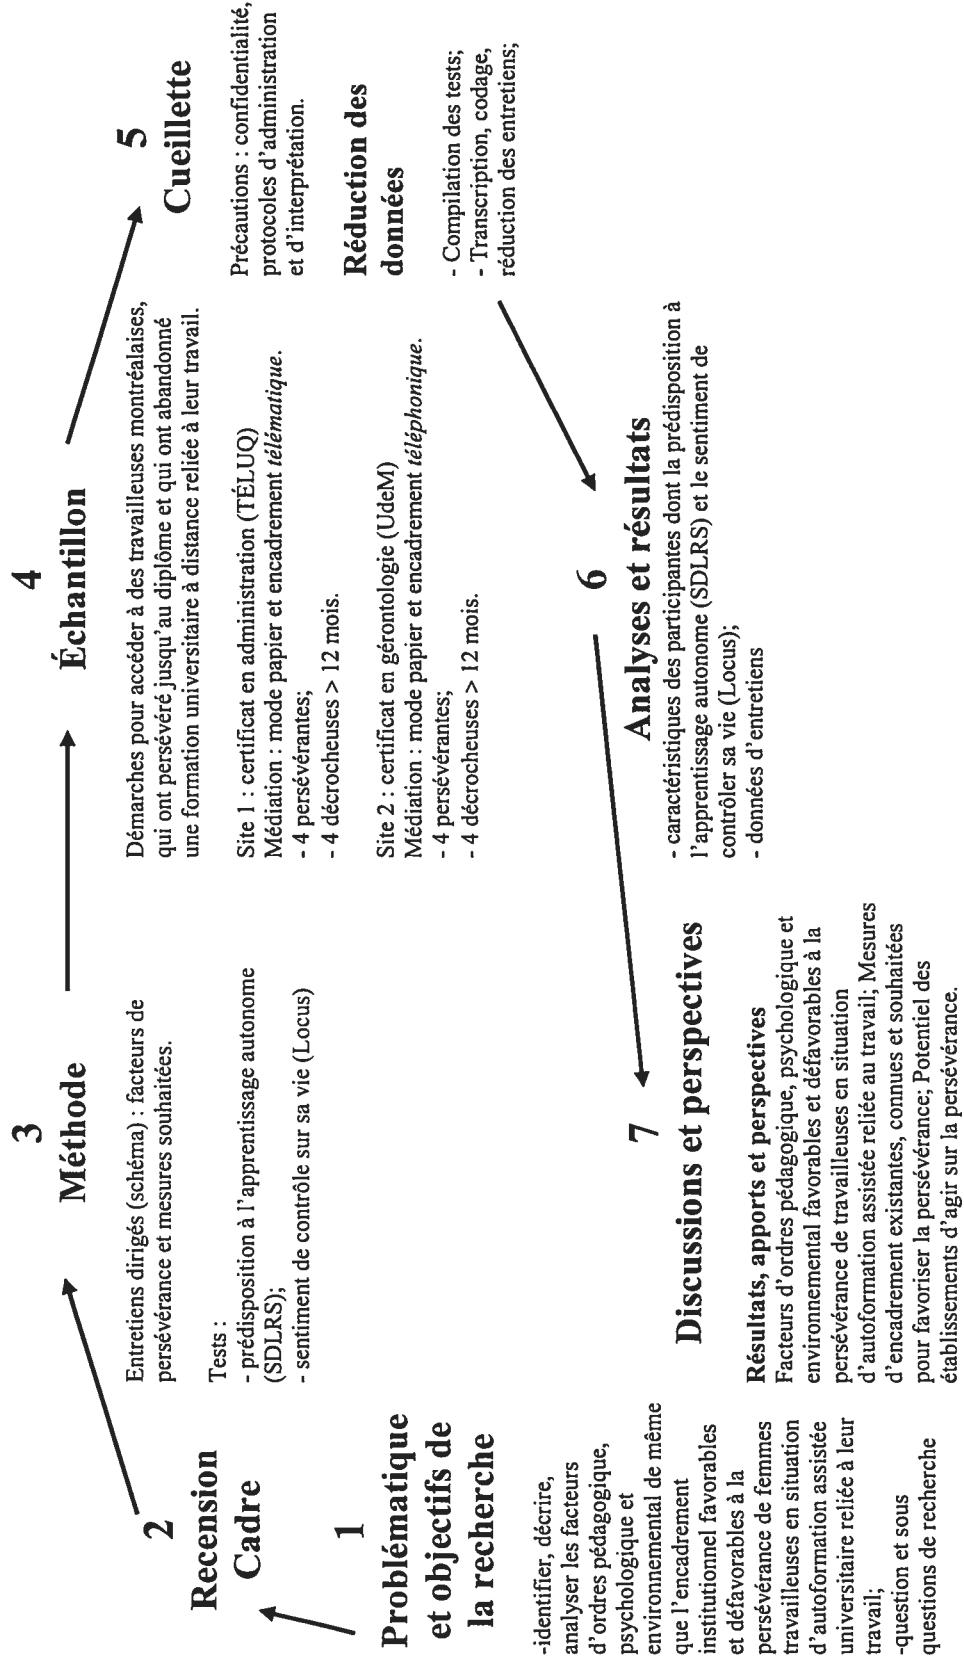 1
Problématique
et objectifs de
la recherche
-identifier, décrire,
analyser les facteurs
d'ordres pédagogique,
psychologique et
environnemental de même
que l'encadrement
institutionnel favorables
et défavorables à la
persévérance de femmes
travailleuses en situation
d'autoformation assistée
universitaire reliée à leur
travail;
-question et sous
questions de recherche
2
Recension
Cadre
3
Méthode
Entretiens dirigés (schéma) : facteurs de
persévérance et mesures souhaitées.
Tests :
- prédisposition à l'apprentissage autonome
(SDLRS);
- sentiment de contrôle sur sa vie (Locus)
4
Échantillon
Démarches pour accéder à des travailleuses montréalaises,
qui ont persévéré jusqu'au diplôme et qui ont abandonné
une formation universitaire à distance reliée à leur travail.
Site 1 : certificat en administration (TÉLUQ)
Médiation : mode papier et encadrement télématique.
- 4 persévérantes;
- 4 décrocheuses > 12 mois.
Site 2 : certificat en gérontologie (UdeM)
Médiation : mode papier et encadrement téléphonique.
- 4 persévérantes;
- 4 décrocheuses > 12 mois.
5
Cueillette
Précautions : confidentialité,
protocoles d'administration
et d'interprétation.
Réduction des
données
- Compilation des tests;
- Transcription, codage,
réduction des entretiens;
6
Analyses et résultats
- caractéristiques des participantes dont la prédisposition à
l'apprentissage autonome (SDLRS) et le sentiment de
contrôler sa vie (Locus);
- données d'entretiens
7
Discussions et perspectives
Résultats, apports et perspectives
Facteurs d'ordres pédagogique, psychologique et
environnemental favorables et défavorables à la
persévérance de travailleuses en situation
d'autoformation assistée reliée au travail; Mesures
d'encadrement existantes, connues et souhaitées
pour favoriser la persévérance; Potentiel des
établissements d'agir sur la persévérance.